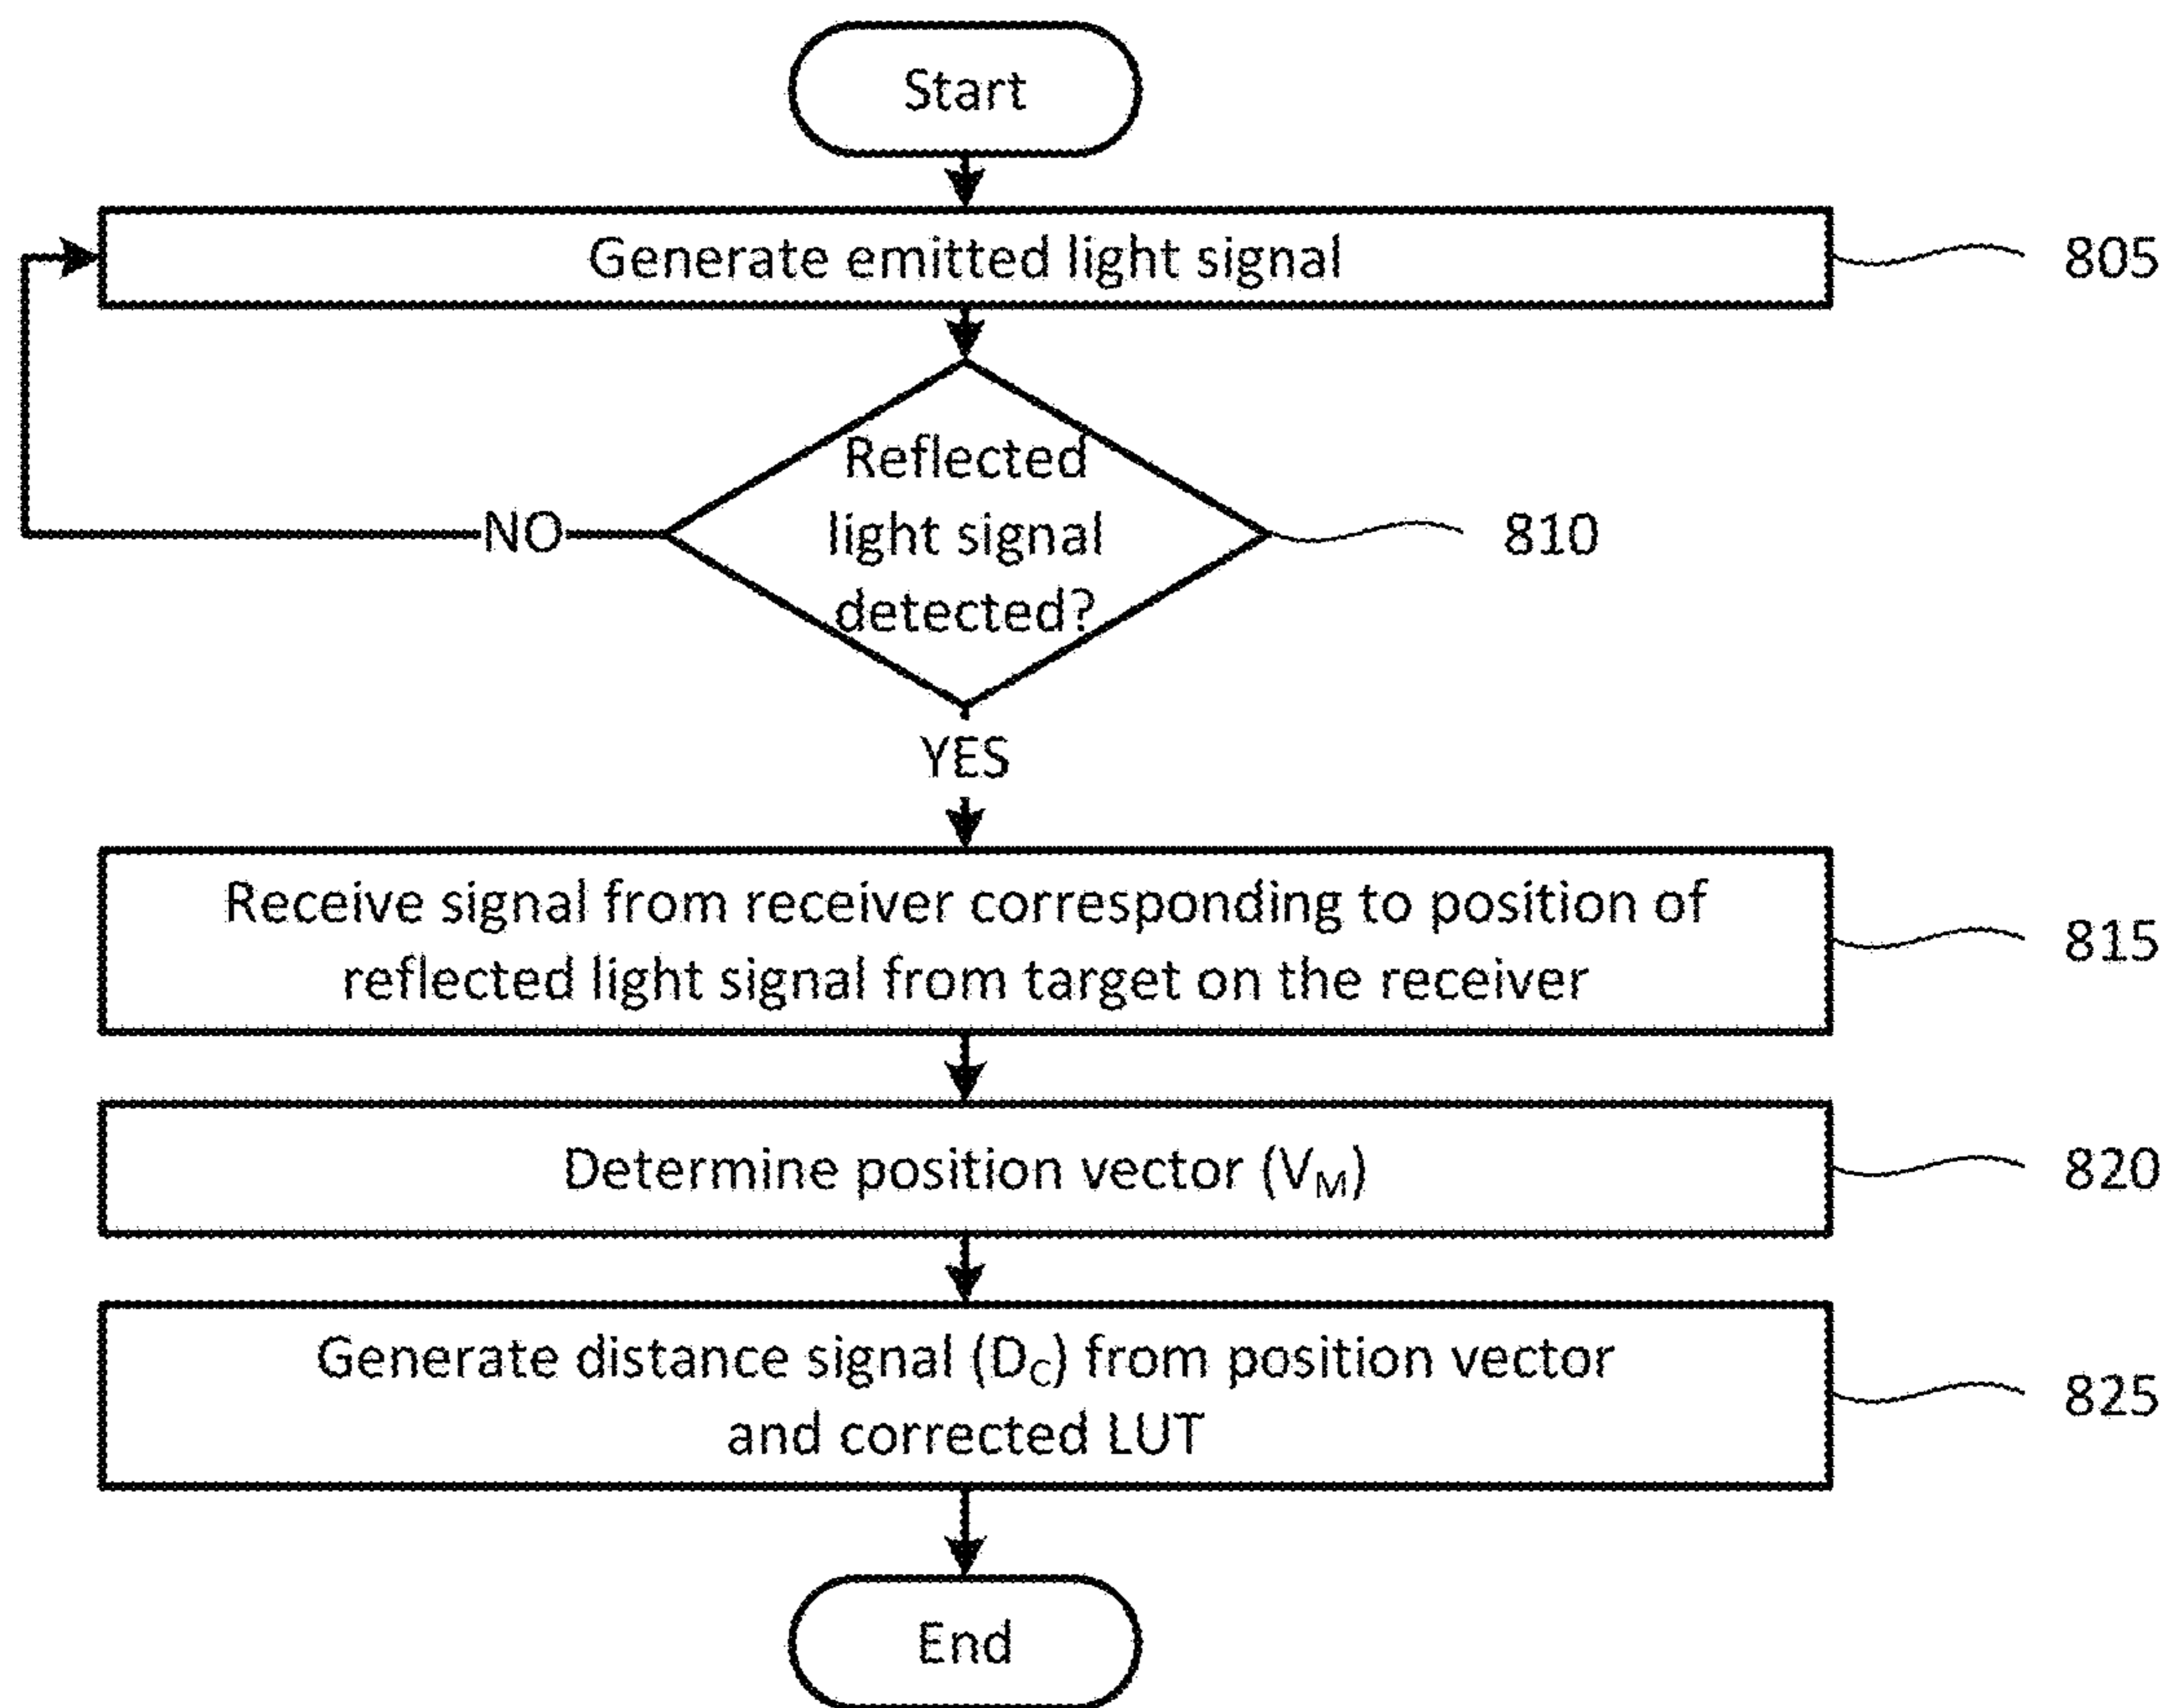 Start
Generate emitted light signal
805
Reflected
light signal
detected?
NO
810
YES
Receive signal from receiver corresponding to position of
reflected light signal from target on the receiver
815
Determine position vector (V_M)
820
Generate distance signal (D_C) from position vector
and corrected LUT
825
End